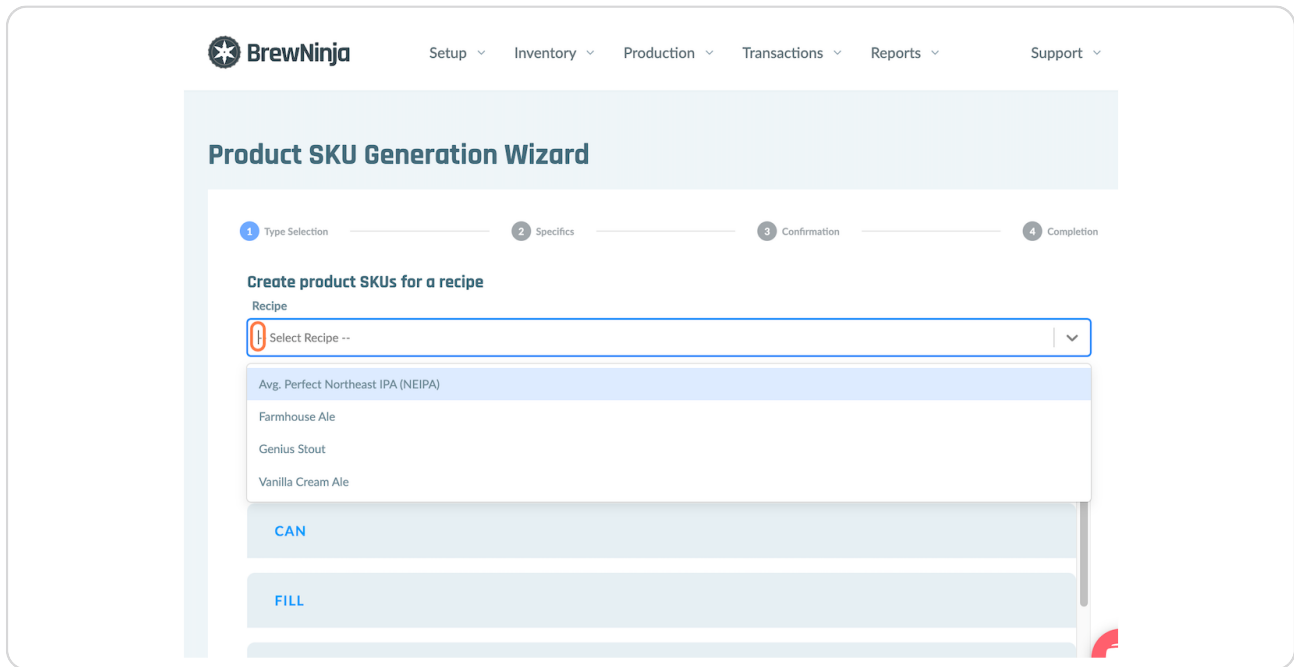 BrewNinja Setup Inventory Production Transactions Reports Support
Product SKU Generation Wizard
1 Type Selection 2 Specifics 3 Confirmation 4 Completion
Create product SKUs for a recipe
Recipe
-- Select Recipe --
Avg. Perfect Northeast IPA (NEIPA)
Farmhouse Ale
Genius Stout
Vanilla Cream Ale
CAN
FILL